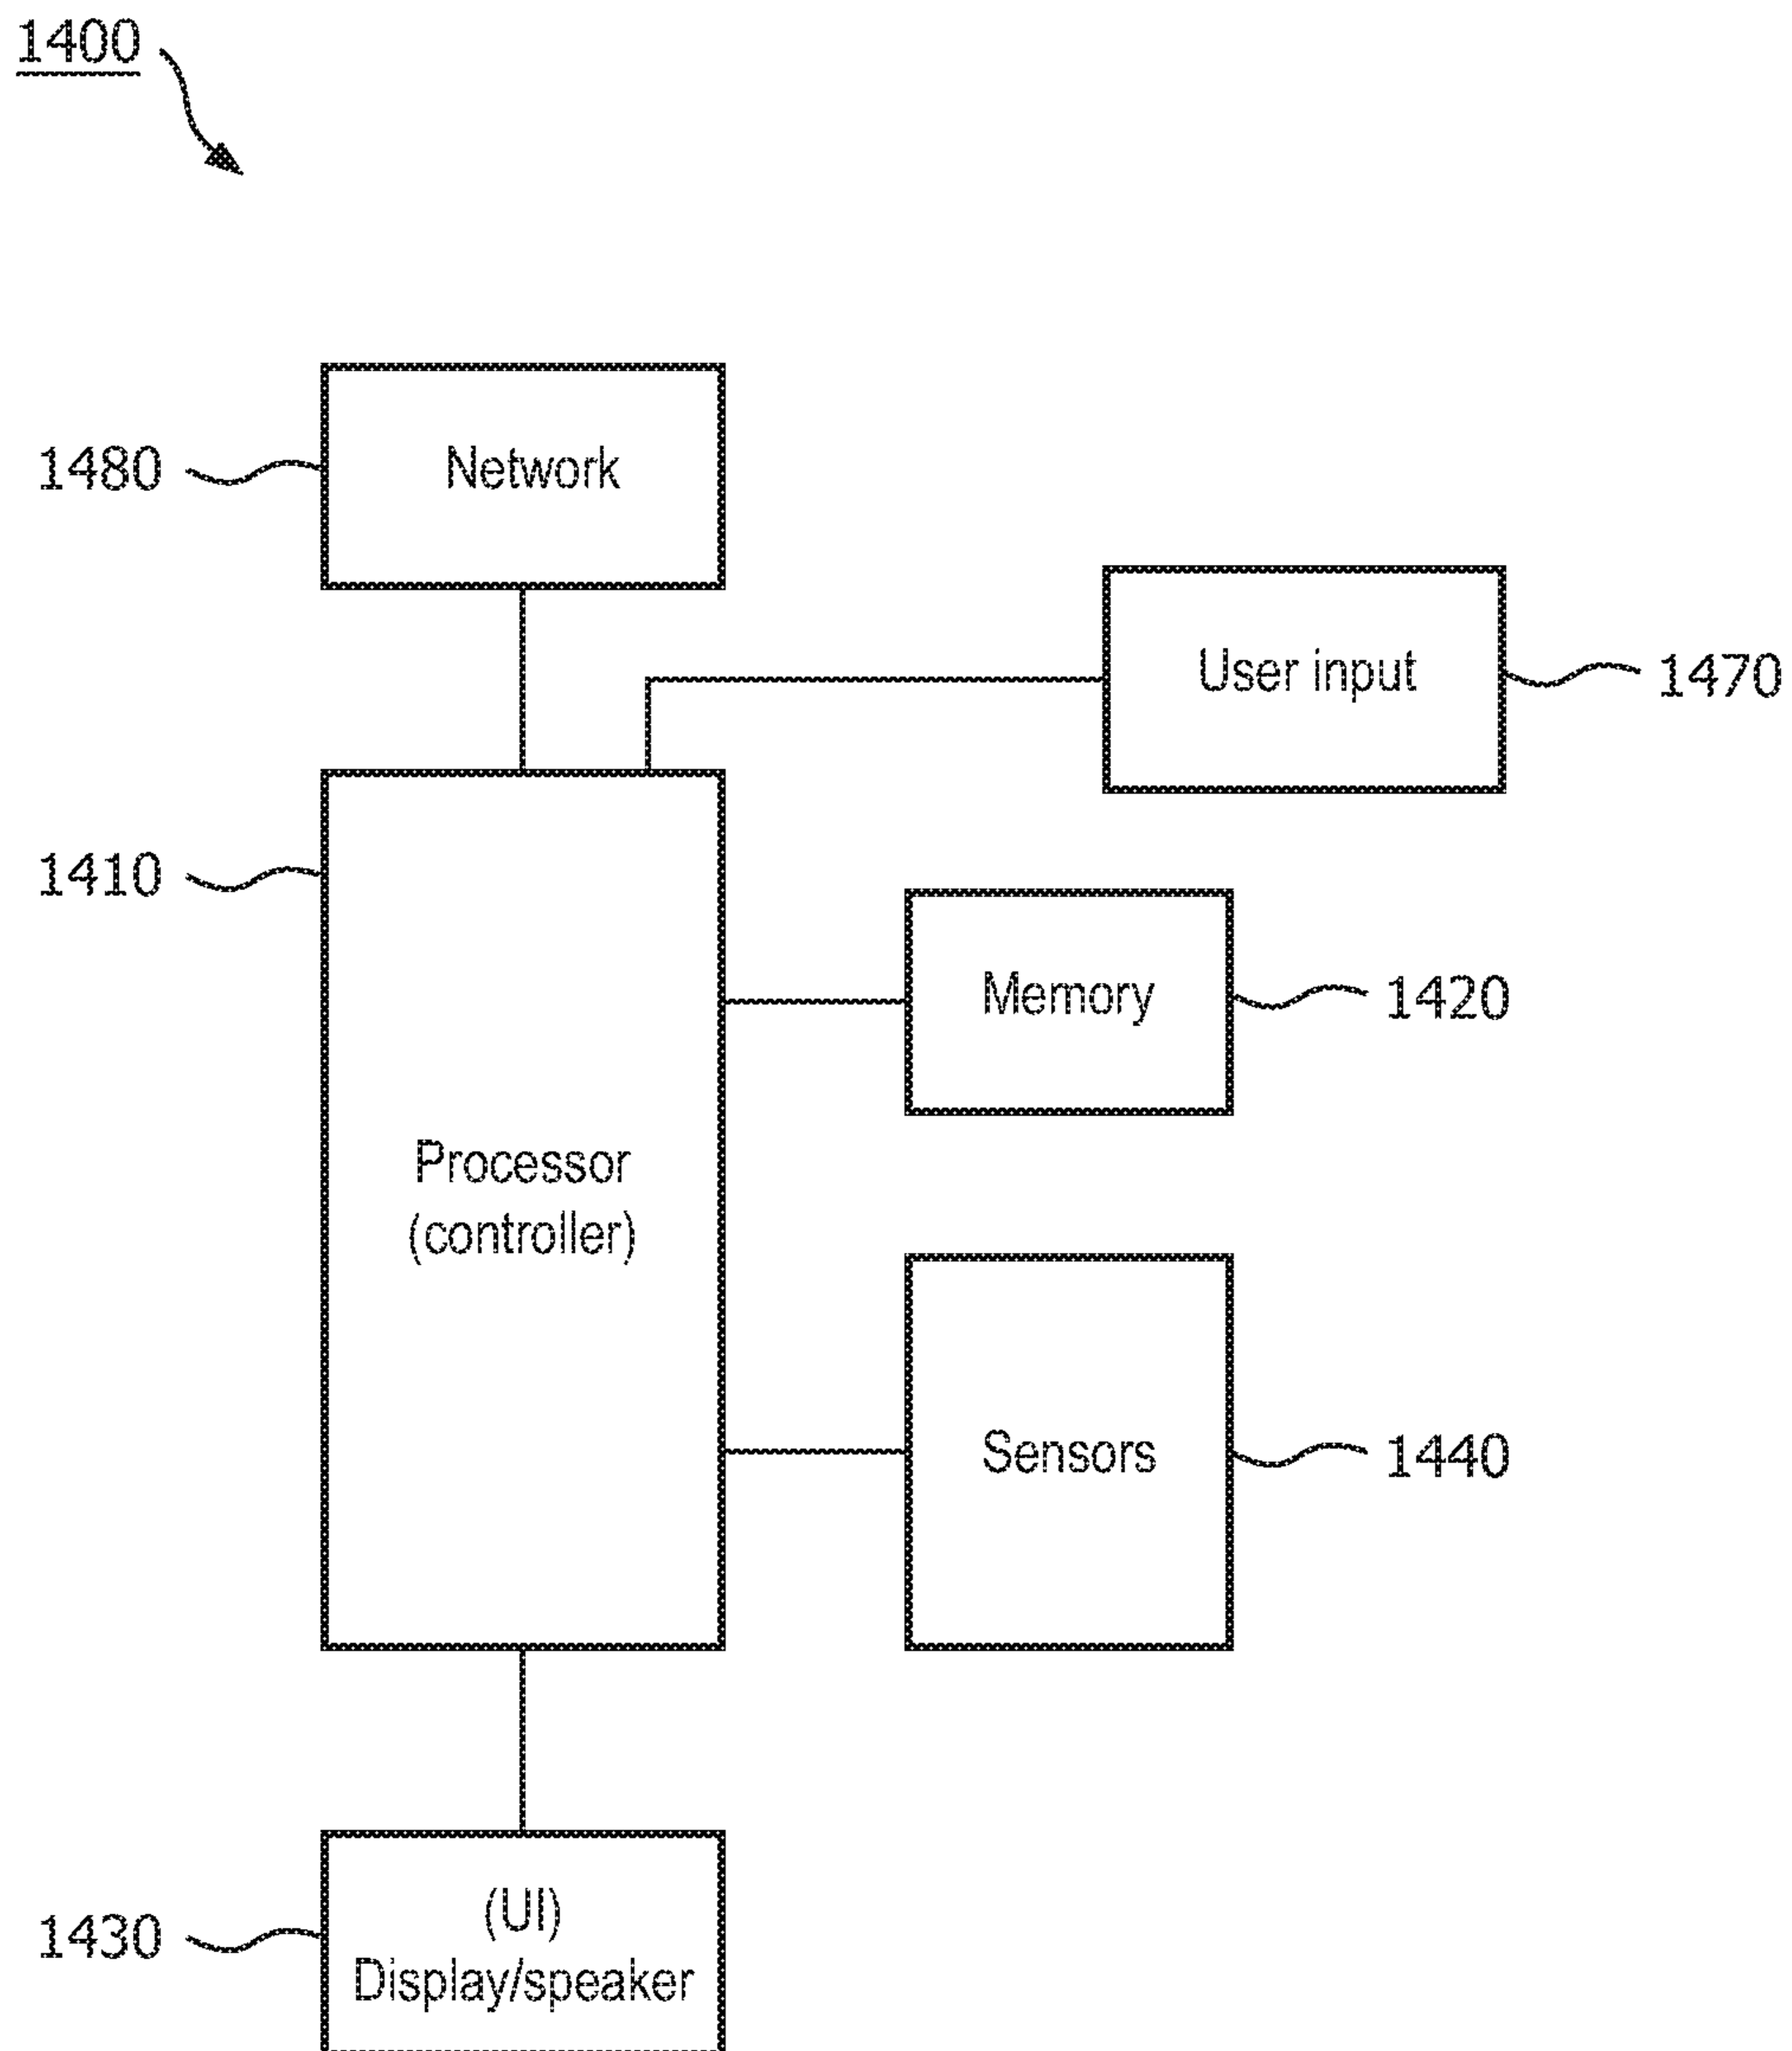 1400
1480
Network
User input
1470
1410
Memory
1420
Processor
(controller)
Sensors
1440
1430
(UI)
Display/speaker